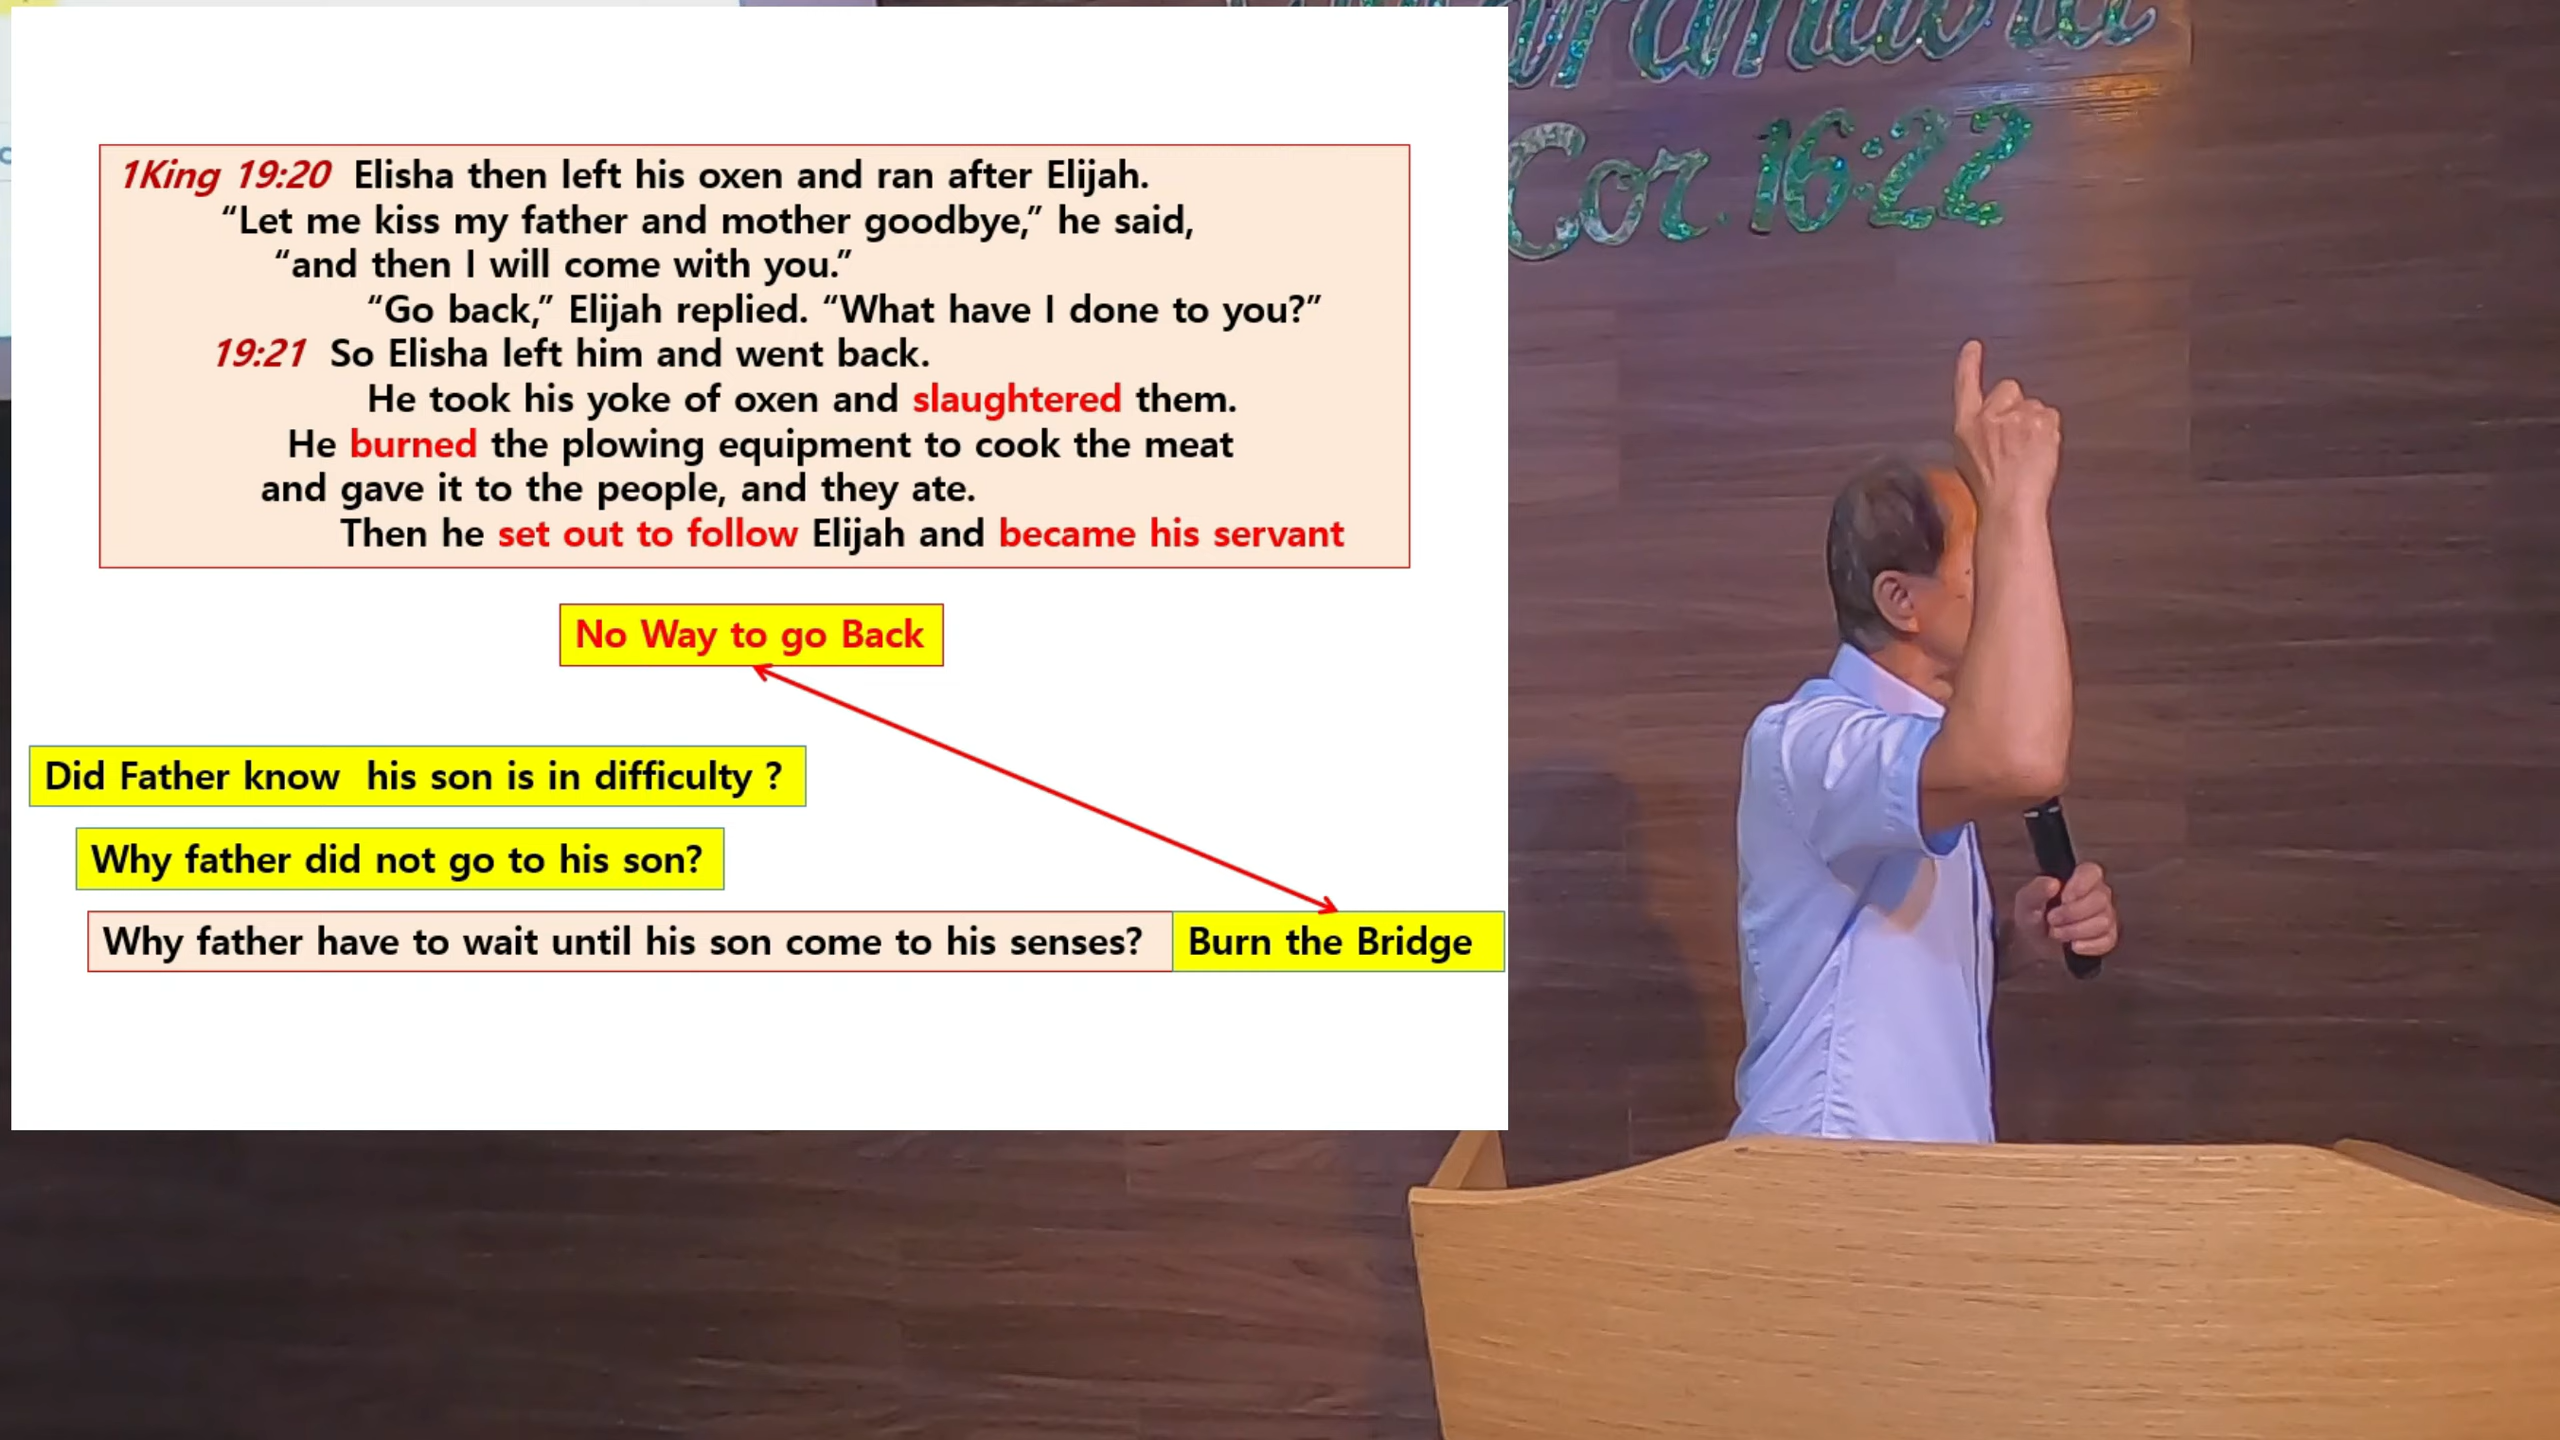 1King 19:20 Elisha then left his oxen and ran after Elijah.
“Let me kiss my father and mother goodbye,” he said,
“and then I will come with you.”
“Go back,” Elijah replied. “What have I done to you?”
19:21 So Elisha left him and went back.
He took his yoke of oxen and slaughtered them.
He burned the plowing equipment to cook the meat
and gave it to the people, and they ate.
Then he set out to follow Elijah and became his servant
No Way to go Back
Did Father know his son is in difficulty ?
Why father did not go to his son?
Why father have to wait until his son come to his senses? Burn the Bridge
Cor. 16:22